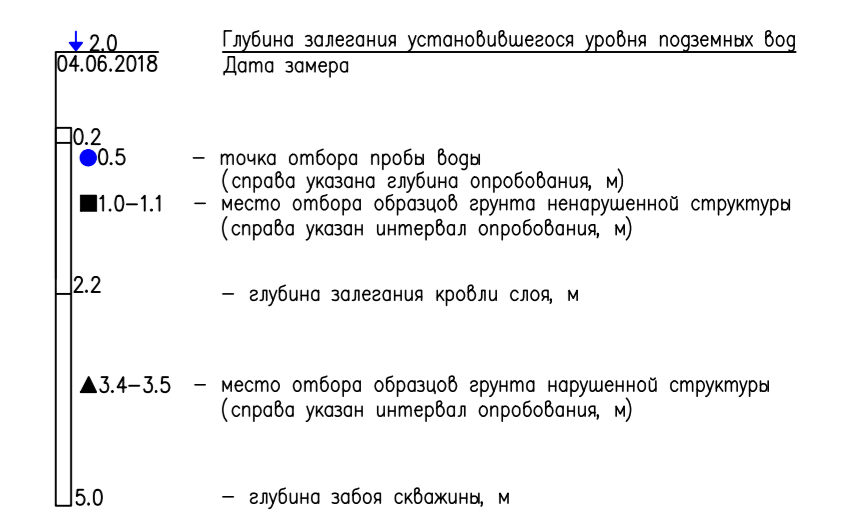 2.0 Глубина залегания установившегося уровня подземных вод
04.06.2018 Дата замера
0.2
0.5 – точка отбора пробы воды
(справа указана глубина опробования, м)
1.0–1.1 – место отбора образцов грунта ненарушенной структуры
(справа указан интервал опробования, м)
2.2 – глубина залегания кровли слоя, м
3.4–3.5 – место отбора образцов грунта нарушенной структуры
(справа указан интервал опробования, м)
5.0 – глубина забоя скважины, м